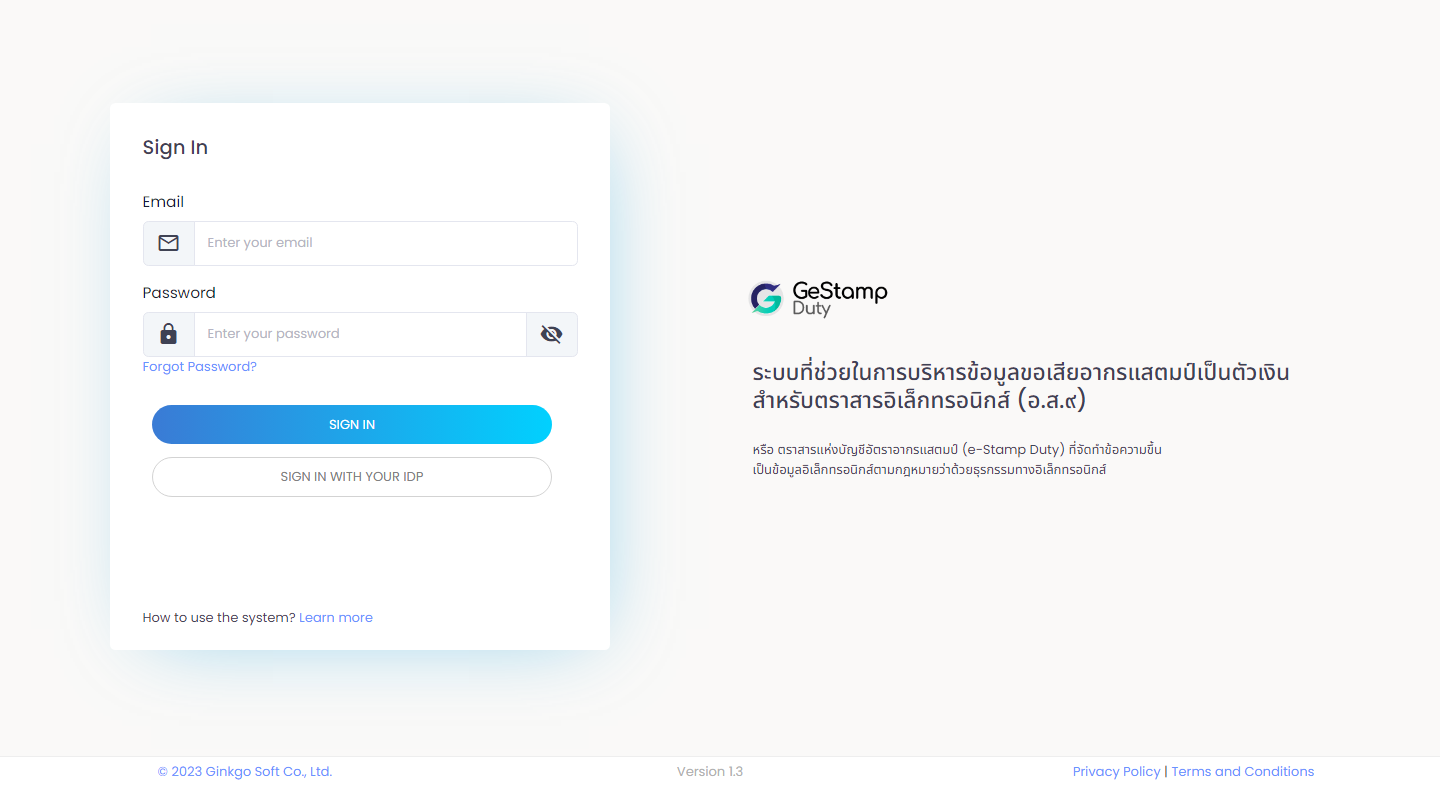 Sign In
Email
Enter your email
Password
Enter your password
Forgot Password?
SIGN IN
SIGN IN WITH YOUR IDP
How to use the system? Learn more
GeStamp
Duty
ระบบที่ช่วยในการบริหารข้อมูลขอเสียอากรแสตมป์เป็นตัวเงิน
สำหรับตราสารอิเล็กทรอนิกส์ (อ.ส.๙)
หรือ ตราสารแห่งบัญชีอัตราอากรแสตมป์ (e-Stamp Duty) ที่จัดทำข้อความขึ้น
เป็นข้อมูลอิเล็กทรอนิกส์ตามกฎหมายว่าด้วยธุรกรรมทางอิเล็กทรอนิกส์
© 2023 Ginkgo Soft Co., Ltd.
Version 1.3
Privacy Policy | Terms and Conditions